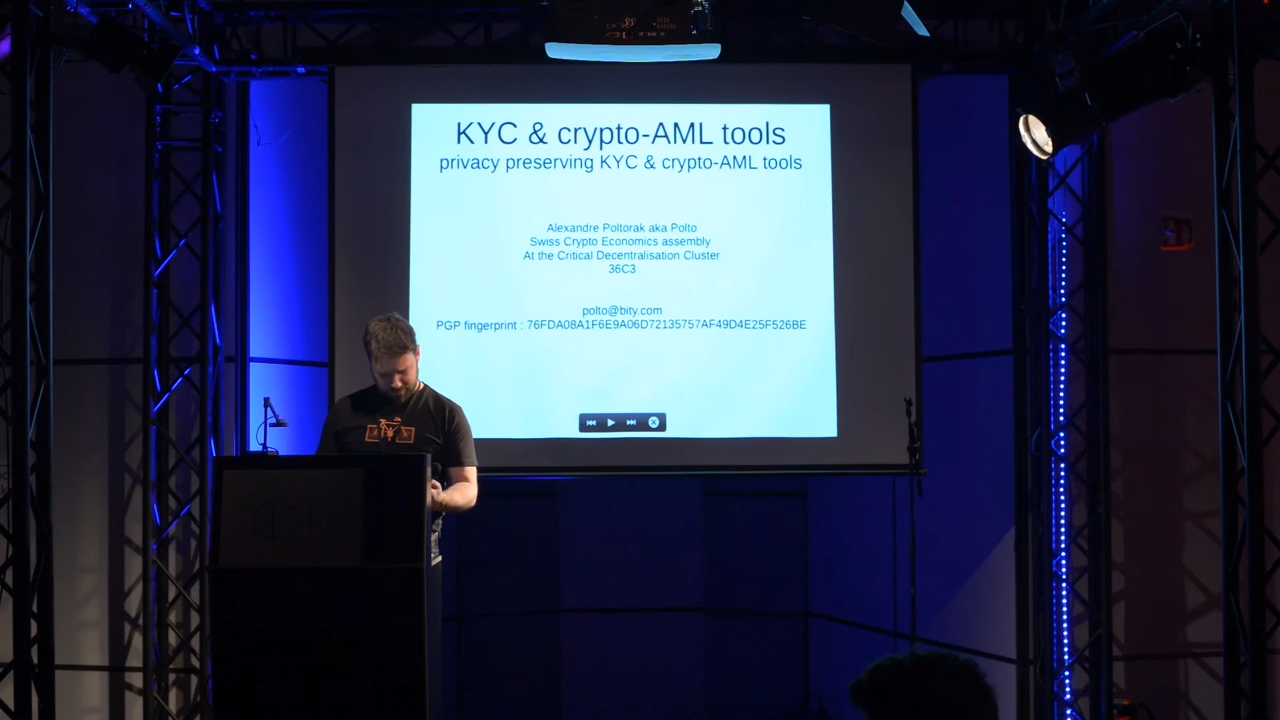 KYC & crypto-AML tools
privacy preserving KYC & crypto-AML tools
Alexandre Poltorak aka Polto
Swiss Crypto Economics assembly
At the Critical Decentralisation Cluster
36C3
polto@bity.com
PGP fingerprint : 76FDA08A1F6E9A06D72135757AF49D4E25F526BE